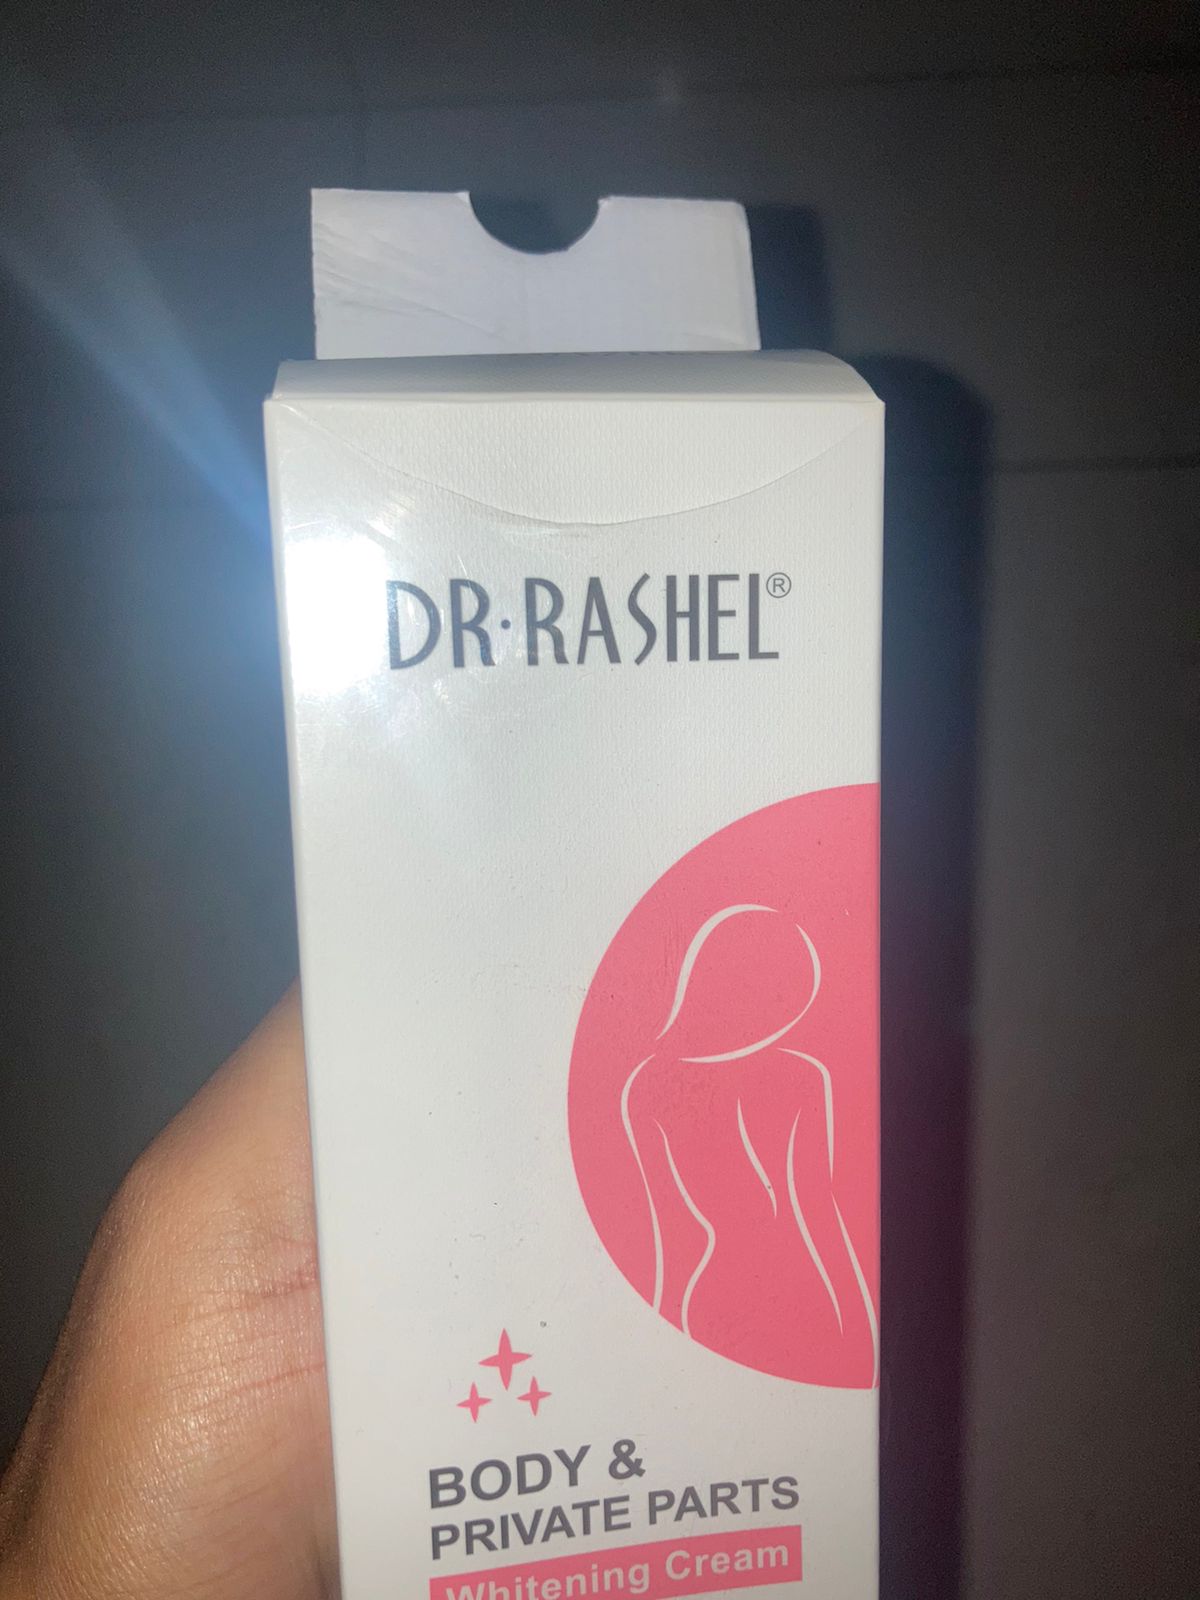 DR·RASHEL®
BODY &
PRIVATE PARTS
Whitening Cream